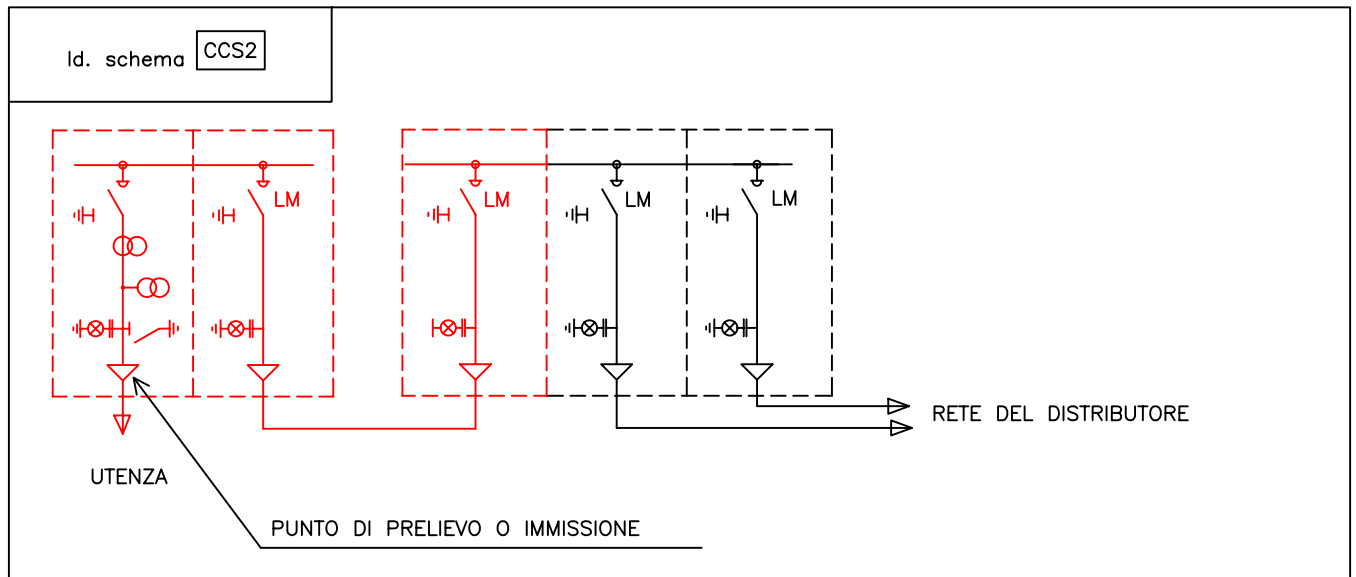 Id. schema CCS2
LM
LM
LM
LM
RETE DEL DISTRIBUTORE
UTENZA
PUNTO DI PRELIEVO O IMMISSIONE